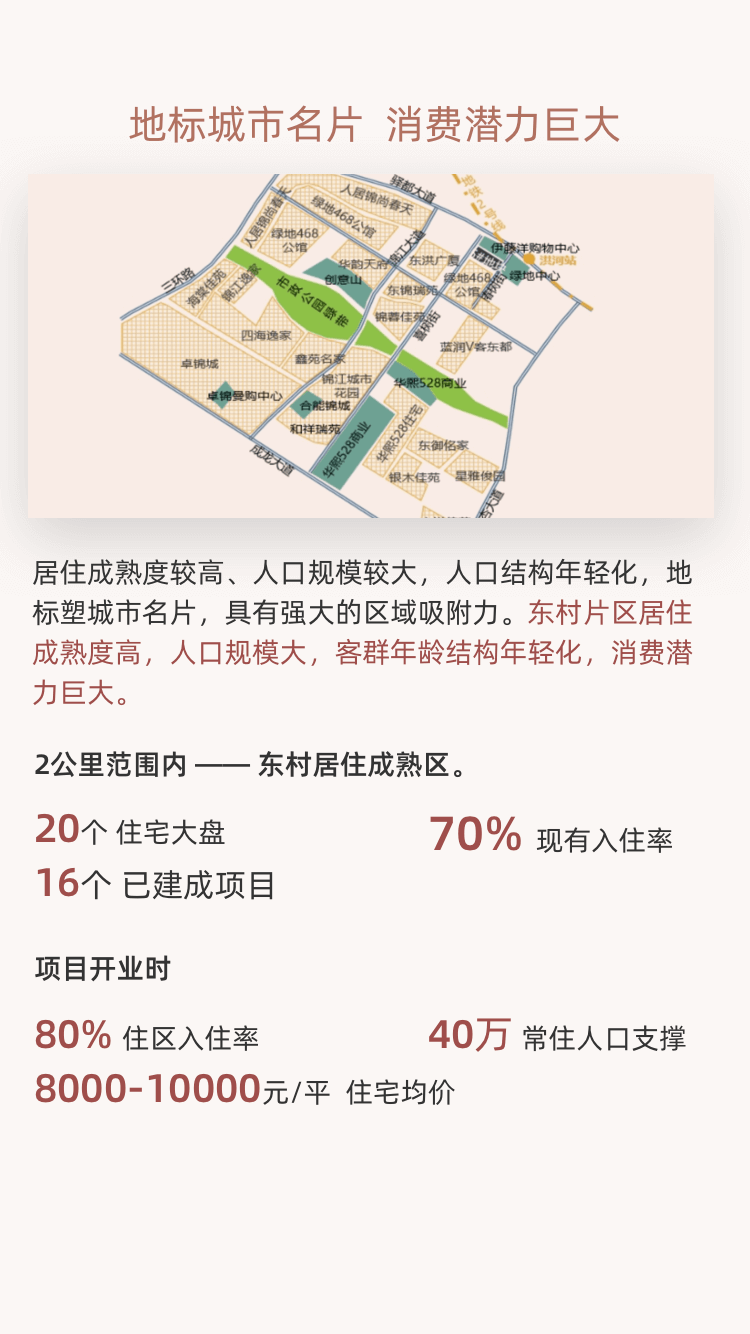 地标城市名片 消费潜力巨大
驿都大道
地铁2号线
人居锦尚春天
人居锦尚春天
绿地468公馆
绿地468
公馆
锦江大道
伊藤洋购物中心
洪河站
华韵天府
东洪广厦
绿地468
公馆
绿地中心
三环路
海棠佳苑
锦江逸家
创意山
市政公园绿带
东锦瑞苑
锦蓉佳苑
喜树街
四海逸家
蓝润V客东都
卓锦城
鑫苑名家
锦江城市
花园
华熙528商业
卓锦曼购中心
合能锦城
和祥瑞苑
华熙528商业
华熙528住宅
东御佲家
成龙大道
银木佳苑
星雅俊园
杏大道
居住成熟度较高、人口规模较大，人口结构年轻化，地
标塑城市名片，具有强大的区域吸附力。东村片区居住
成熟度高，人口规模大，客群年龄结构年轻化，消费潜
力巨大。
2公里范围内 —— 东村居住成熟区。
20个 住宅大盘
70% 现有入住率
16个 已建成项目
项目开业时
80% 住区入住率
40万 常住人口支撑
8000-10000元/平 住宅均价